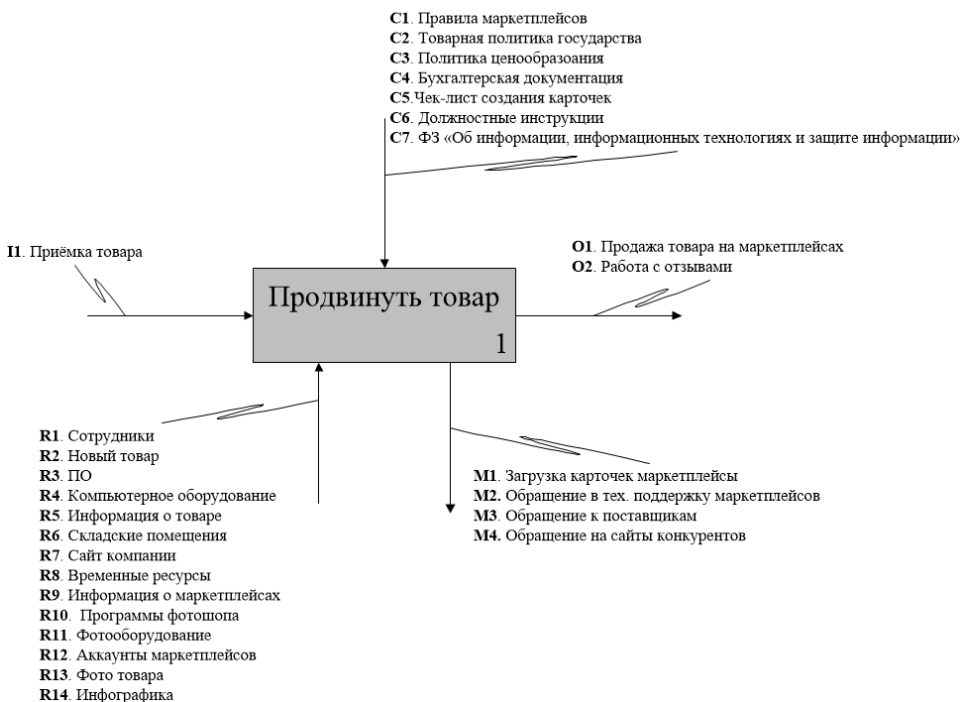 C1. Правила маркетплейсов
C2. Товарная политика государства
C3. Политика ценообразоания
C4. Бухгалтерская документация
C5.Чек-лист создания карточек
C6. Должностные инструкции
C7. ФЗ «Об информации, информационных технологиях и защите информации»
I1. Приёмка товара
O1. Продажа товара на маркетплейсах
O2. Работа с отзывами
Продвинуть товар
1
R1. Сотрудники
R2. Новый товар
R3. ПО
R4. Компьютерное оборудование
R5. Информация о товаре
R6. Складские помещения
R7. Сайт компании
R8. Временные ресурсы
R9. Информация о маркетплейсах
R10. Программы фотошопа
R11. Фотооборудование
R12. Аккаунты маркетплейсов
R13. Фото товара
R14. Инфографика
M1. Загрузка карточек маркетплейсы
M2. Обращение в тех. поддержку маркетплейсов
M3. Обращение к поставщикам
M4. Обращение на сайты конкурентов